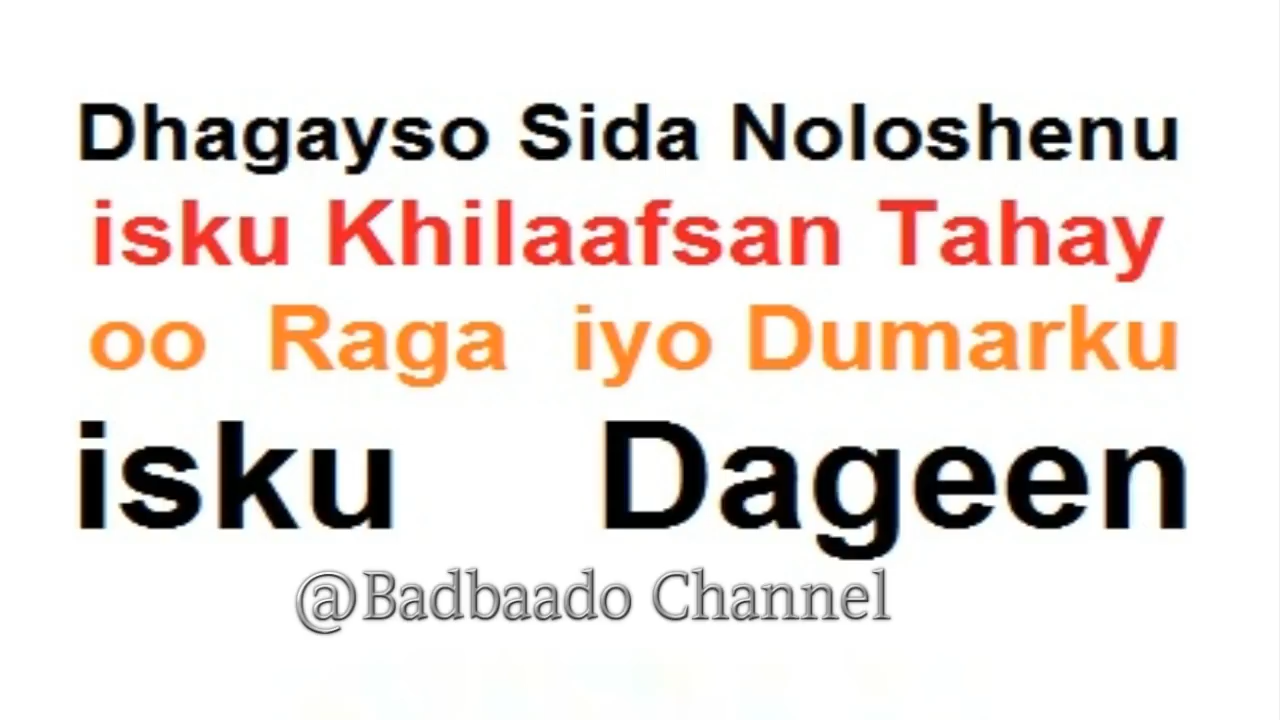 Dhagayso Sida Noloshenu
isku Khilaafsan Tahay
oo Raga iyo Dumarku
isku Dageen
@Badbaado Channel